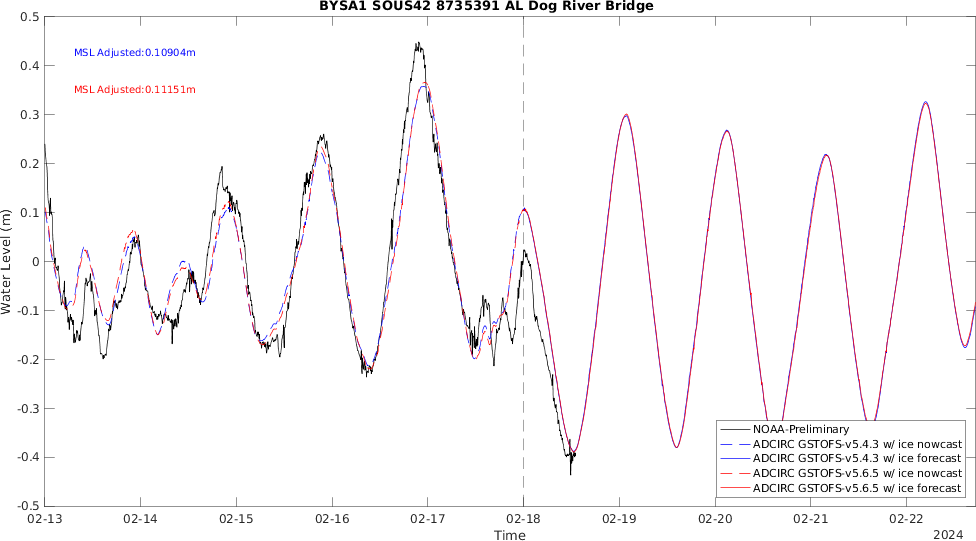 BYSA1 SOUS42 8735391 AL Dog River Bridge
0.5
MSL Adjusted:0.10904m
0.4
MSL Adjusted:0.11151m
0.3
0.2
0.1
0
-0.1
-0.2
-0.3
-0.4
-0.5
Water Level (m)
NOAA-Preliminary
ADCIRC GSTOFS-v5.4.3 w/ ice nowcast
ADCIRC GSTOFS-v5.4.3 w/ ice forecast
ADCIRC GSTOFS-v5.6.5 w/ ice nowcast
ADCIRC GSTOFS-v5.6.5 w/ ice forecast
02-13 02-14 02-15 02-16 02-17 02-18 02-19 02-20 02-21 02-22
Time
2024